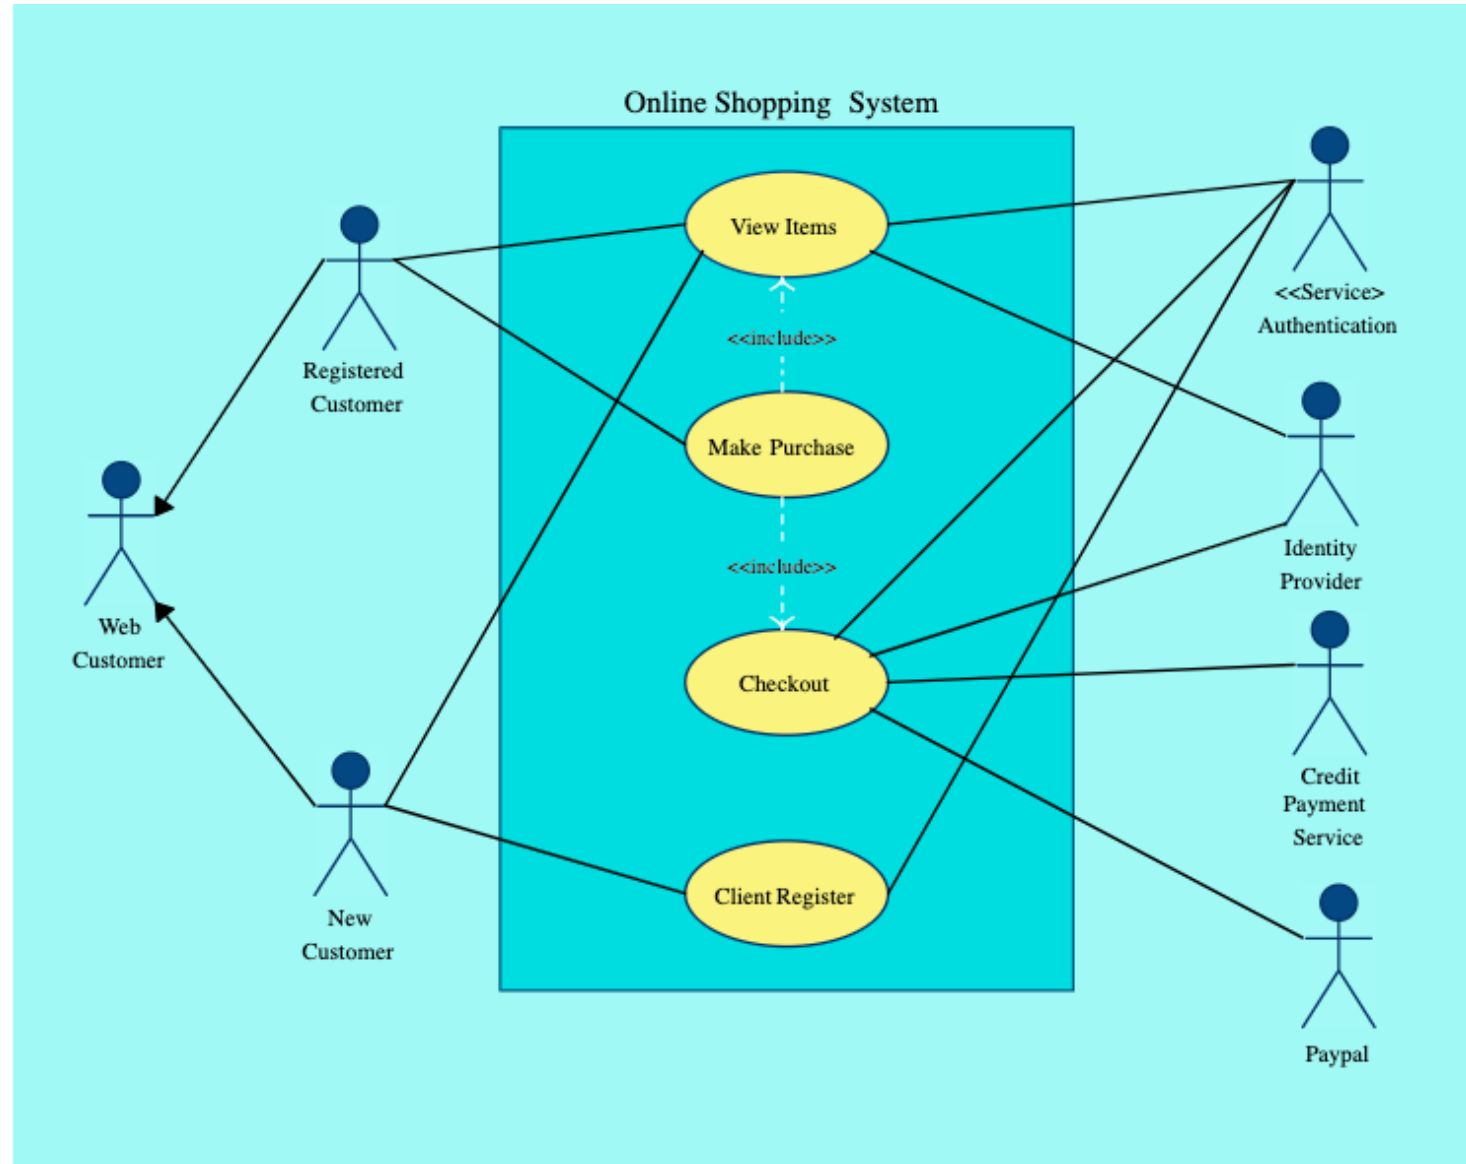 Online Shopping System
View Items
<<include>>
Make Purchase
<<include>>
Checkout
Client Register
Registered
Customer
Web
Customer
New
Customer
<<Service>
Authentication
Identity
Provider
Credit
Payment
Service
Paypal